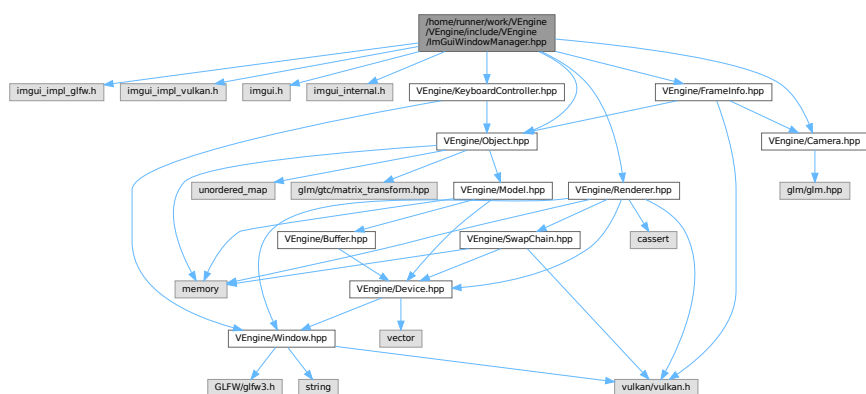 /home/runner/work/VEngine
/VEngine/include/VEngine
/ImGuiWindowManager.hpp
imgui_impl_glfw.h
imgui_impl_vulkan.h
imgui.h
imgui_internal.h
VEngine/KeyboardController.hpp
VEngine/FrameInfo.hpp
VEngine/Object.hpp
VEngine/Camera.hpp
unordered_map
glm/gtc/matrix_transform.hpp
VEngine/Model.hpp
VEngine/Renderer.hpp
glm/glm.hpp
VEngine/Buffer.hpp
VEngine/SwapChain.hpp
cassert
memory
VEngine/Device.hpp
VEngine/Window.hpp
vector
GLFW/glfw3.h
string
vulkan/vulkan.h